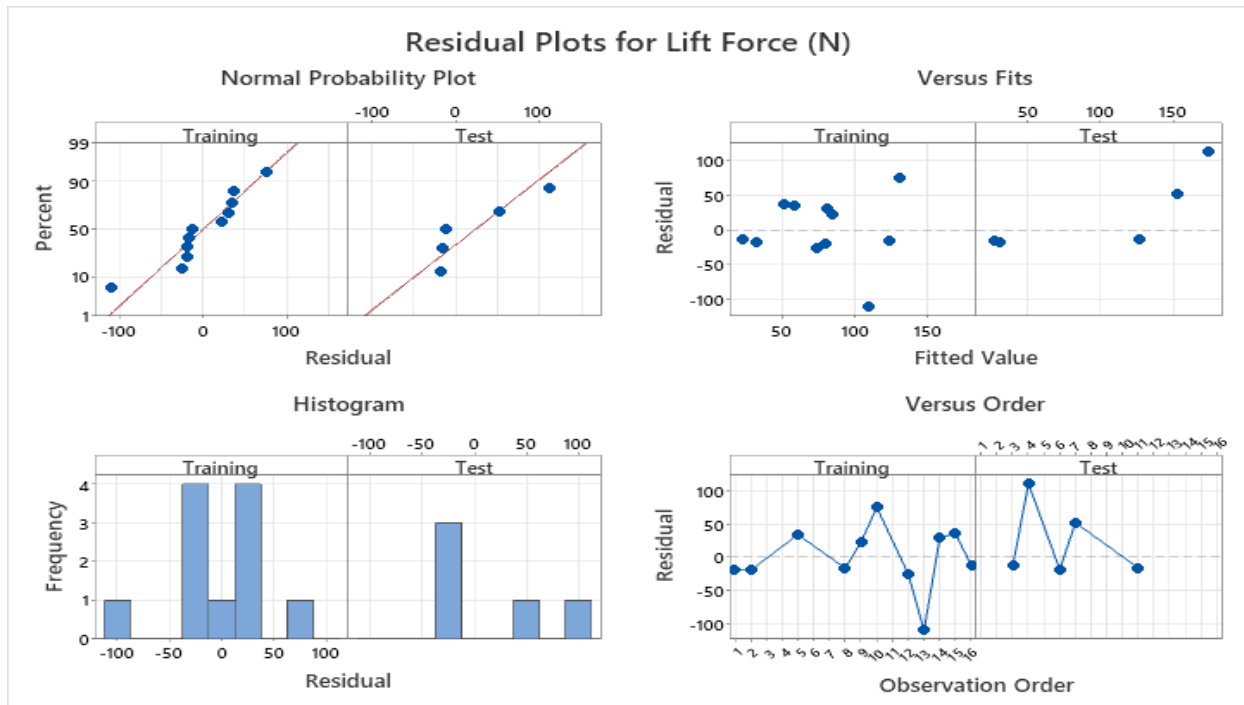 Residual Plots for Lift Force (N)
Normal Probability Plot
-100 0 100
Training Test
99
90
50
10
1
Percent
-100 0 100
Residual
Versus Fits
50 100 150
Training Test
100
50
0
-50
-100
Residual
50 100 150
Fitted Value
Histogram
-100 -50 0 50 100
Training Test
4
3
2
1
0
Frequency
-100 -50 0 50 100
Residual
Versus Order
1 2 3 4 5 6 7 8 9 10 11 12 13 14 15 16
Training Test
100
50
0
-50
-100
Residual
1 2 3 4 5 6 7 8 9 10 11 12 13 14 15 16
Observation Order